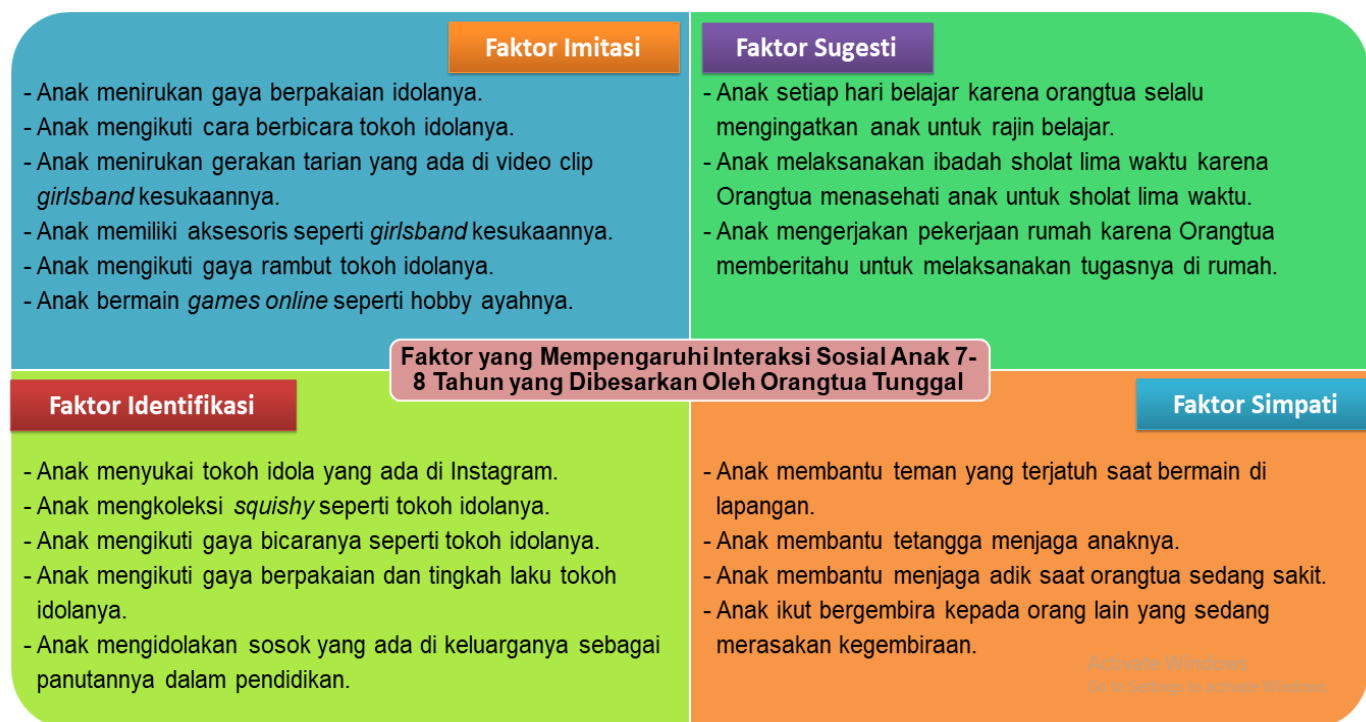 Faktor Imitasi
- Anak menirukan gaya berpakaian idolanya.
- Anak mengikuti cara berbicara tokoh idolanya.
- Anak menirukan gerakan tarian yang ada di video clip
girlsband kesukaannya.
- Anak memiliki aksesoris seperti girlsband kesukaannya.
- Anak mengikuti gaya rambut tokoh idolanya.
- Anak bermain games online seperti hobby ayahnya.
Faktor Sugesti
- Anak setiap hari belajar karena orangtua selalu
mengingatkan anak untuk rajin belajar.
- Anak melaksanakan ibadah sholat lima waktu karena
Orangtua menasehati anak untuk sholat lima waktu.
- Anak mengerjakan pekerjaan rumah karena Orangtua
memberitahu untuk melaksanakan tugasnya di rumah.
Faktor yang Mempengaruhi Interaksi Sosial Anak 7-
8 Tahun yang Dibesarkan Oleh Orangtua Tunggal
Faktor Identifikasi
- Anak menyukai tokoh idola yang ada di Instagram.
- Anak mengkoleksi squishy seperti tokoh idolanya.
- Anak mengikuti gaya bicaranya seperti tokoh idolanya.
- Anak mengikuti gaya berpakaian dan tingkah laku tokoh
idolanya.
- Anak mengidolakan sosok yang ada di keluarganya sebagai
panutannya dalam pendidikan.
Faktor Simpati
- Anak membantu teman yang terjatuh saat bermain di
lapangan.
- Anak membantu tetangga menjaga anaknya.
- Anak membantu menjaga adik saat orangtua sedang sakit.
- Anak ikut bergembira kepada orang lain yang sedang
merasakan kegembiraan.
Activate Windows
Go to Settings to activate Windows.